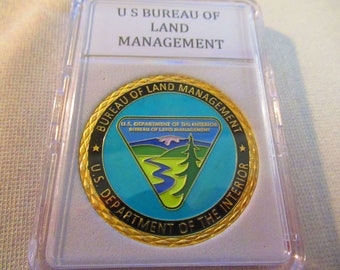 U S BUREAU OF
LAND
MANAGEMENT
BUREAU OF LAND MANAGEMENT
U.S. DEPARTMENT OF THE INTERIOR
BUREAU OF LAND MANAGEMENT
★ U.S. DEPARTMENT OF THE INTERIOR ★